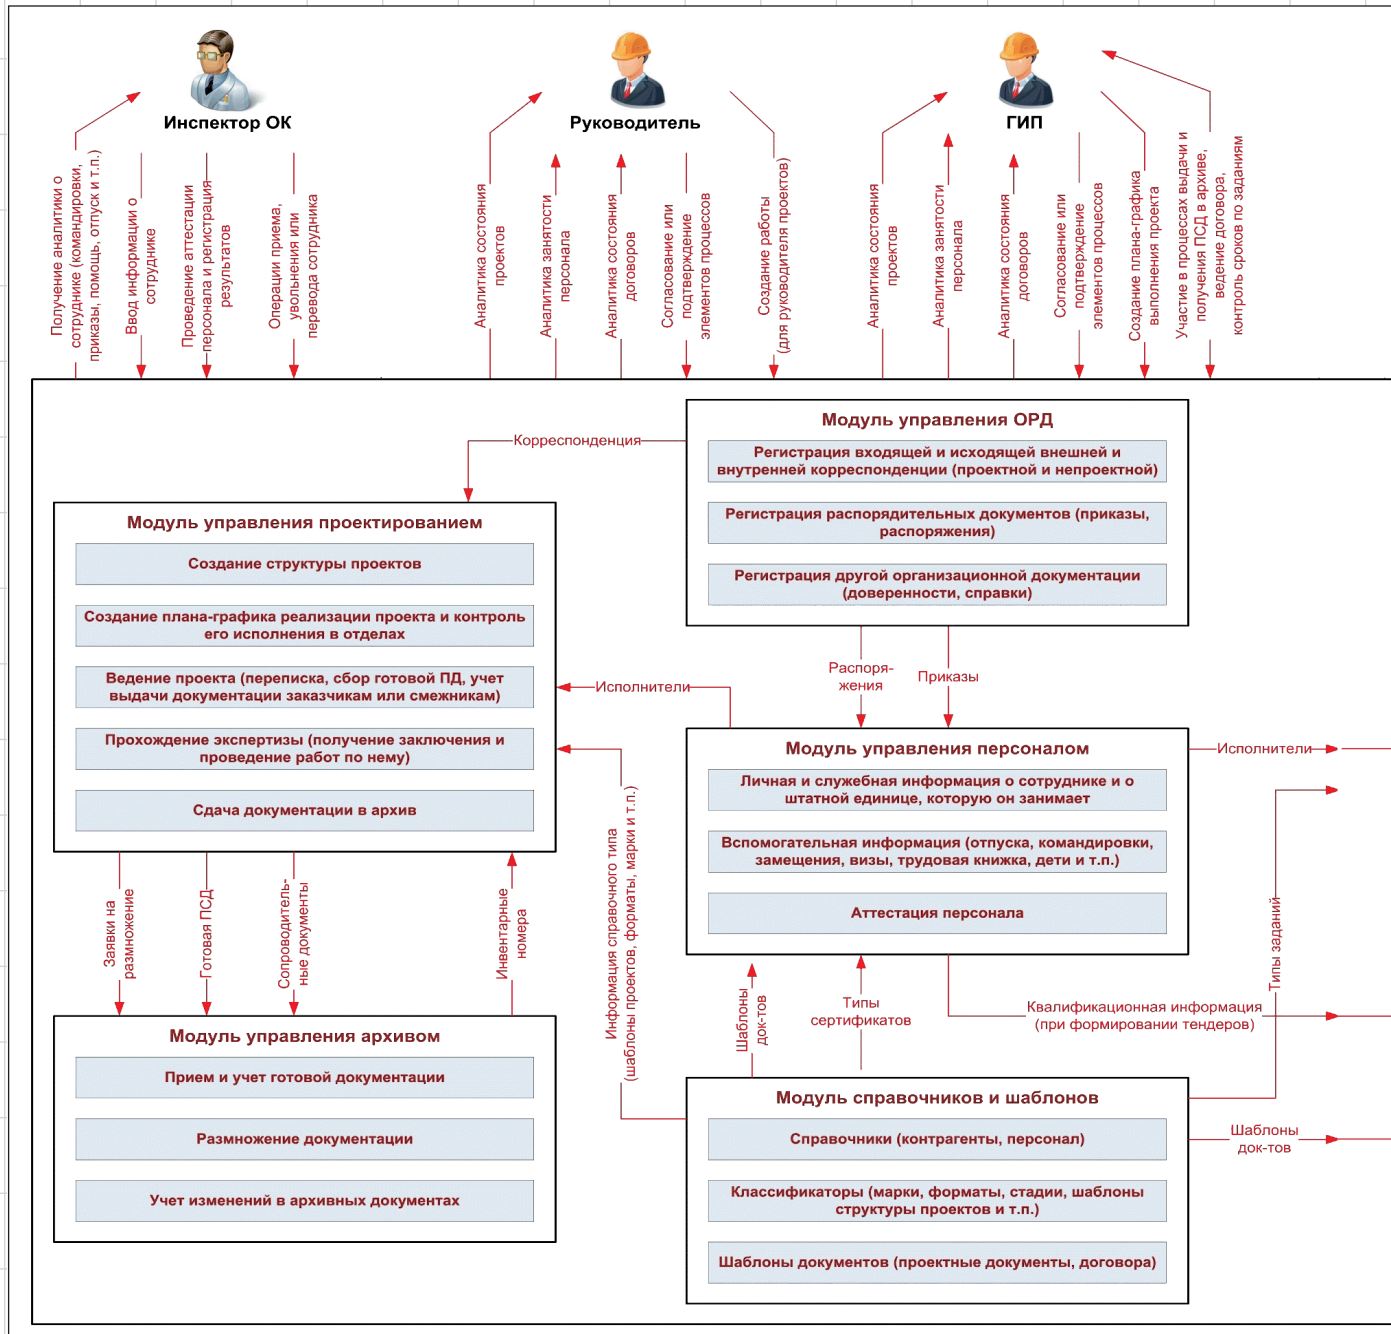 Инспектор ОК
Руководитель
ГИП
Получение аналитики о
сотруднике (командировки,
приказы, помощь, отпуск и т.п.)
Ввод информации о
сотруднике
Проведение аттестации
персонала и регистрация
результатов
Операции приема,
увольнения или
перевода сотрудника
Аналитика состояния
проектов
Аналитика занятости
персонала
Аналитика состояния
договоров
Согласование или
подтверждение
элементов процессов
Создание работы
(для руководителя проектов)
Аналитика состояния
проектов
Аналитика занятости
персонала
Аналитика состояния
договоров
Согласование или
подтверждение
элементов процессов
Создание плана-графика
выполнения проекта
Участие в процессах выдачи и
получения ПСД в архиве,
ведение договора,
контроль сроков по заданиям
Модуль управления ОРД
Регистрация входящей и исходящей внешней и
внутренней корреспонденции (проектной и непроектной)
Регистрация распорядительных документов (приказы,
распоряжения)
Регистрация другой организационной документации
(доверенности, справки)
Корреспонденция
Модуль управления проектированием
Создание структуры проектов
Создание плана-графика реализации проекта и контроль
его исполнения в отделах
Ведение проекта (переписка, сбор готовой ПД, учет
выдачи документации заказчикам или смежникам)
Прохождение экспертизы (получение заключения и
проведение работ по нему)
Сдача документации в архив
Распоря-
жения
Приказы
Исполнители
Модуль управления персоналом
Личная и служебная информация о сотруднике и о
штатной единице, которую он занимает
Вспомогательная информация (отпуска, командировки,
замещения, визы, трудовая книжка, дети и т.п.)
Аттестация персонала
Исполнители
Информация справочного типа
(шаблоны проектов, форматы, марки и т.п.)
Заявки на
размножение
Готовая ПСД
Сопроводитель-
ные документы
Инвентарные
номера
Типы заданий
Шаблоны
док-тов
Типы
сертификатов
Квалификационная информация
(при формировании тендеров)
Модуль управления архивом
Прием и учет готовой документации
Размножение документации
Учет изменений в архивных документах
Модуль справочников и шаблонов
Справочники (контрагенты, персонал)
Классификаторы (марки, форматы, стадии, шаблоны
структуры проектов и т.п.)
Шаблоны документов (проектные документы, договора)
Шаблоны
док-тов